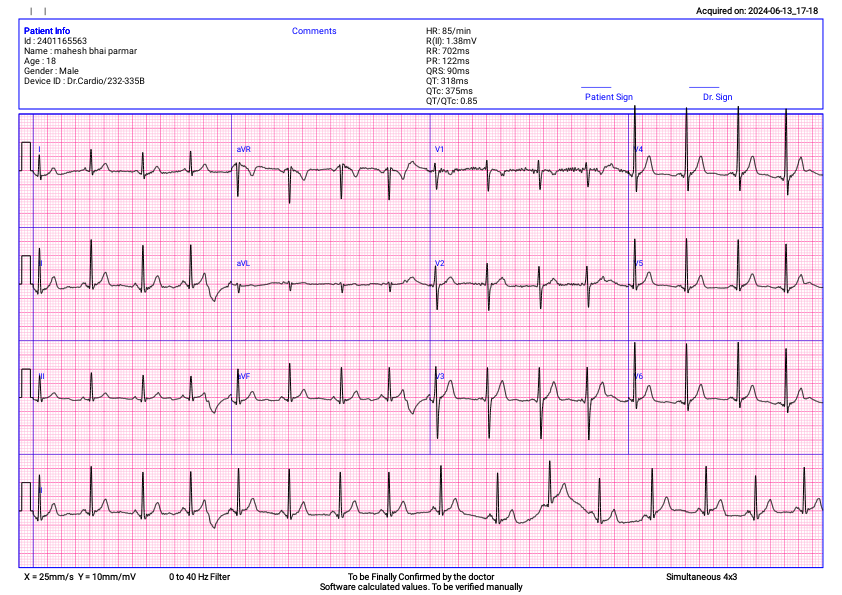 Acquired on: 2024-06-13_17-18
Patient Info
Id : 2401165563
Name : mahesh bhai parmar
Age : 18
Gender : Male
Device ID : Dr.Cardio/232-335B
Comments
HR: 85/min
R(II): 1.38mV
RR: 702ms
PR: 122ms
QRS: 90ms
QT: 318ms
QTc: 375ms
QT/QTc: 0.85
Patient Sign
Dr. Sign
I
aVR
V1
V4
II
aVL
V2
V5
III
aVF
V3
V6
II
X = 25mm/s Y = 10mm/mV
0 to 40 Hz Filter
To be Finally Confirmed by the doctor
Software calculated values. To be verified manually
Simultaneous 4x3